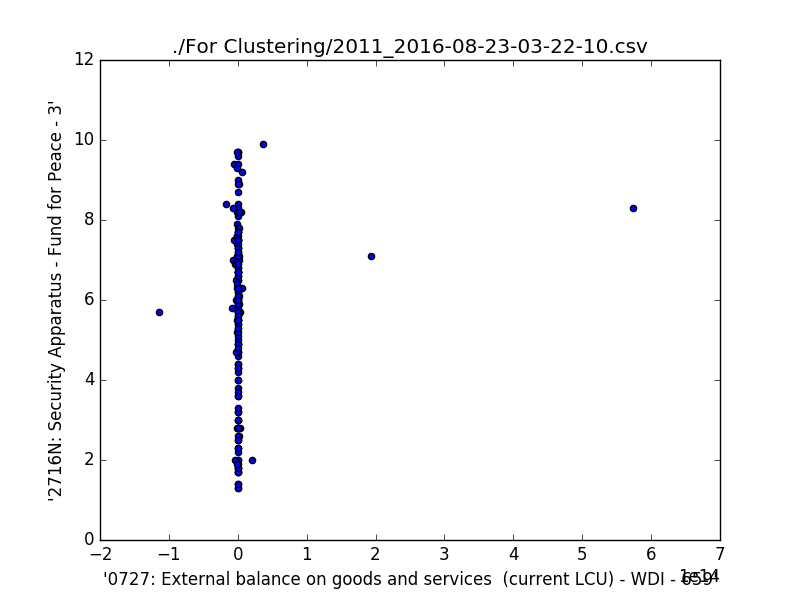 ./For Clustering/2011_2016-08-23-03-22-10.csv
12
10
8
6
4
2
0
'2716N: Security Apparatus - Fund for Peace - 3'
−2 −1 0 1 2 3 4 5 6 7
1e14
'0727: External balance on goods and services (current LCU) - WDI - 659'